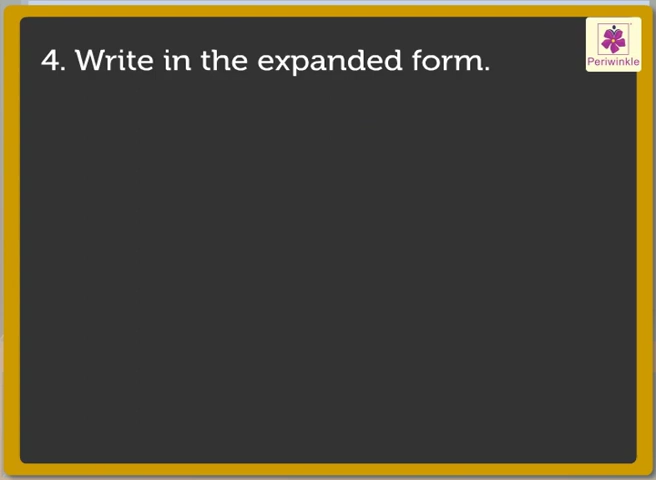 4. Write in the expanded form.
Periwinkle